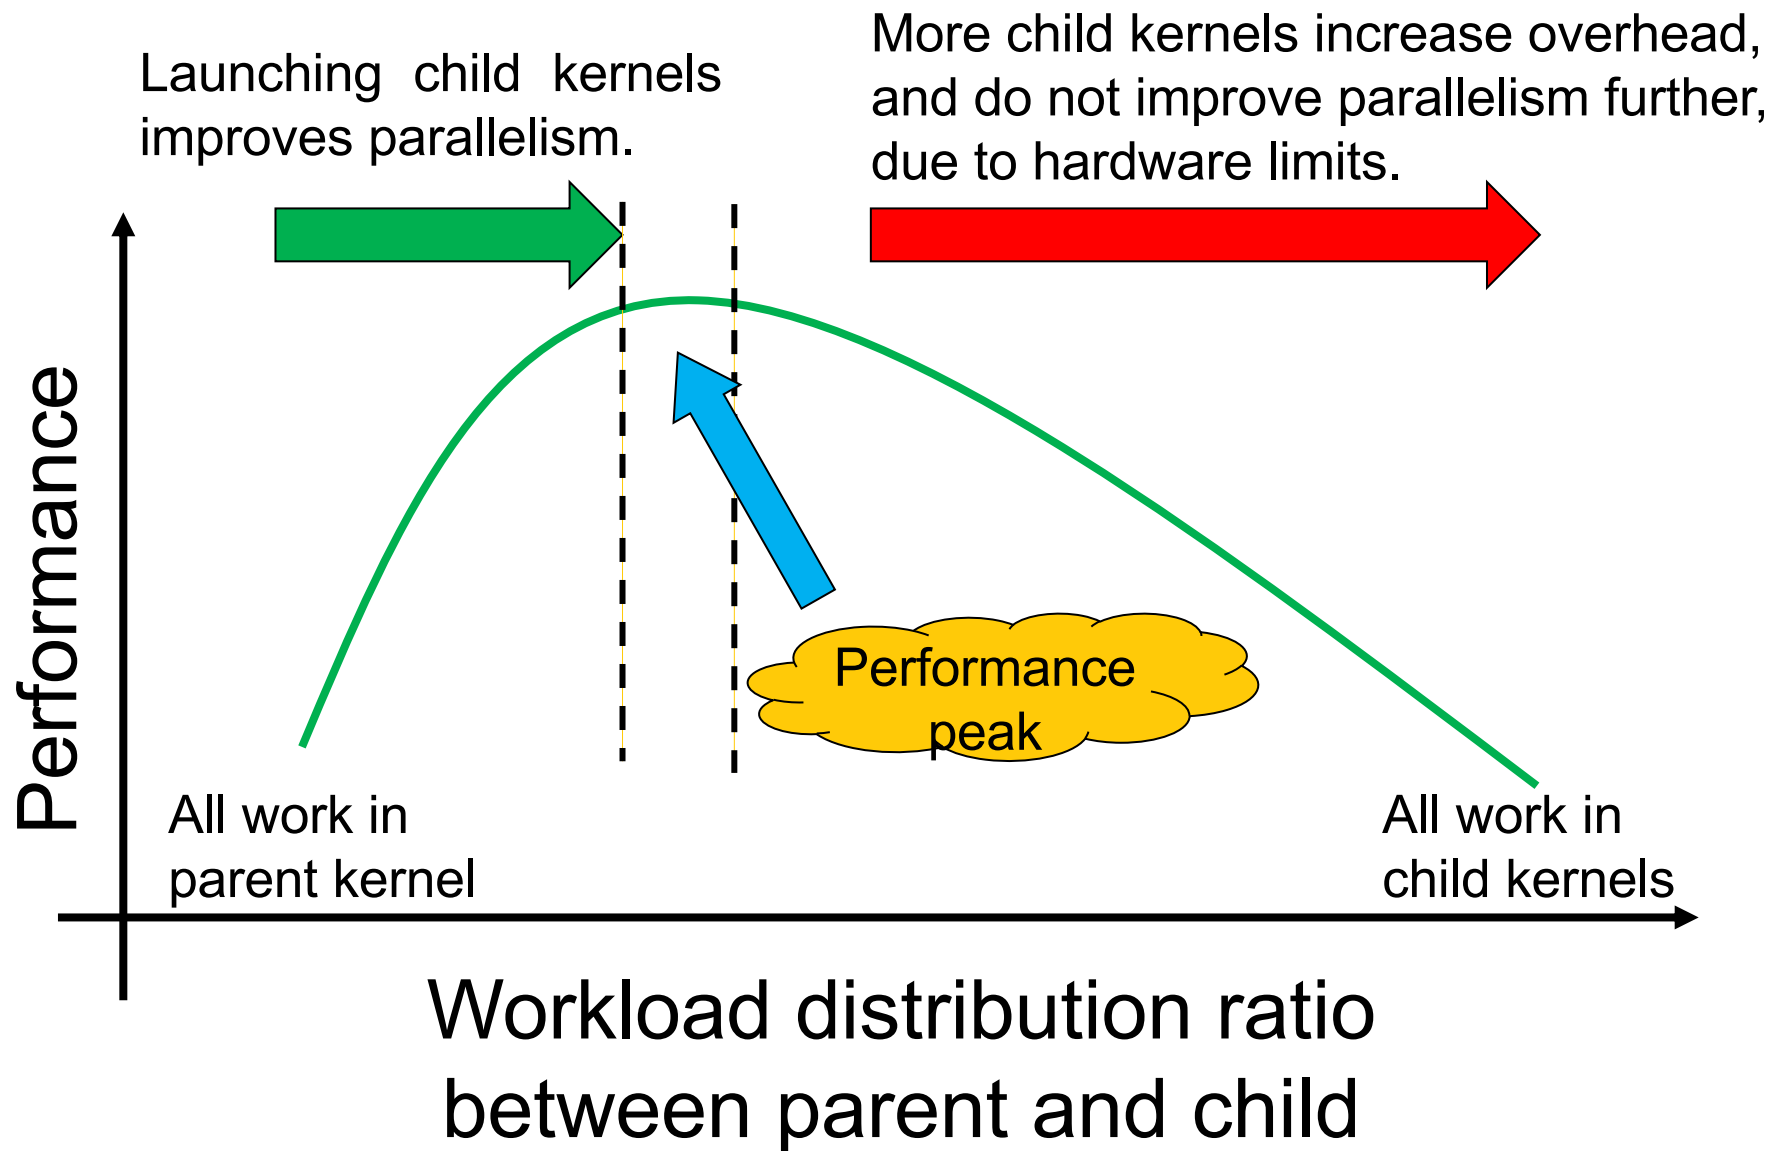 Launching child kernels
improves parallelism.
More child kernels increase overhead,
and do not improve parallelism further,
due to hardware limits.
Performance
Performance
peak
All work in
parent kernel
All work in
child kernels
Workload distribution ratio
between parent and child